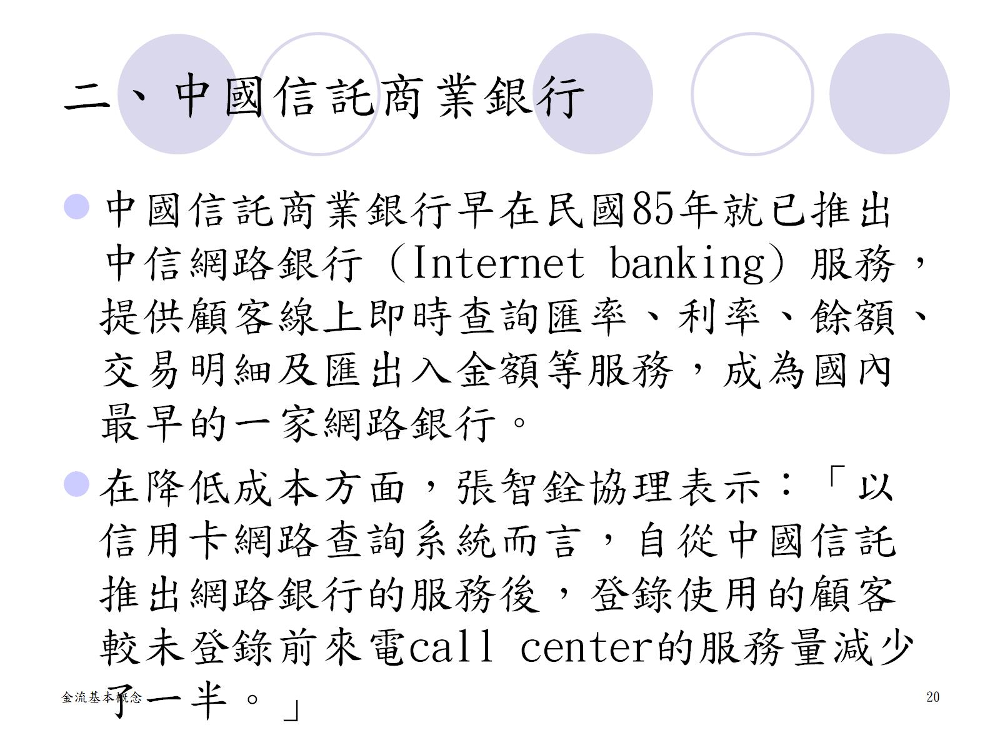 二、中國信託商業銀行
中國信託商業銀行早在民國85年就已推出
中信網路銀行（Internet banking）服務，
提供顧客線上即時查詢匯率、利率、餘額、
交易明細及匯出入金額等服務，成為國內
最早的一家網路銀行。
在降低成本方面，張智銓協理表示：「以
信用卡網路查詢系統而言，自從中國信託
推出網路銀行的服務後，登錄使用的顧客
較未登錄前來電call center的服務量減少
了一半。」
金流基本概念
20